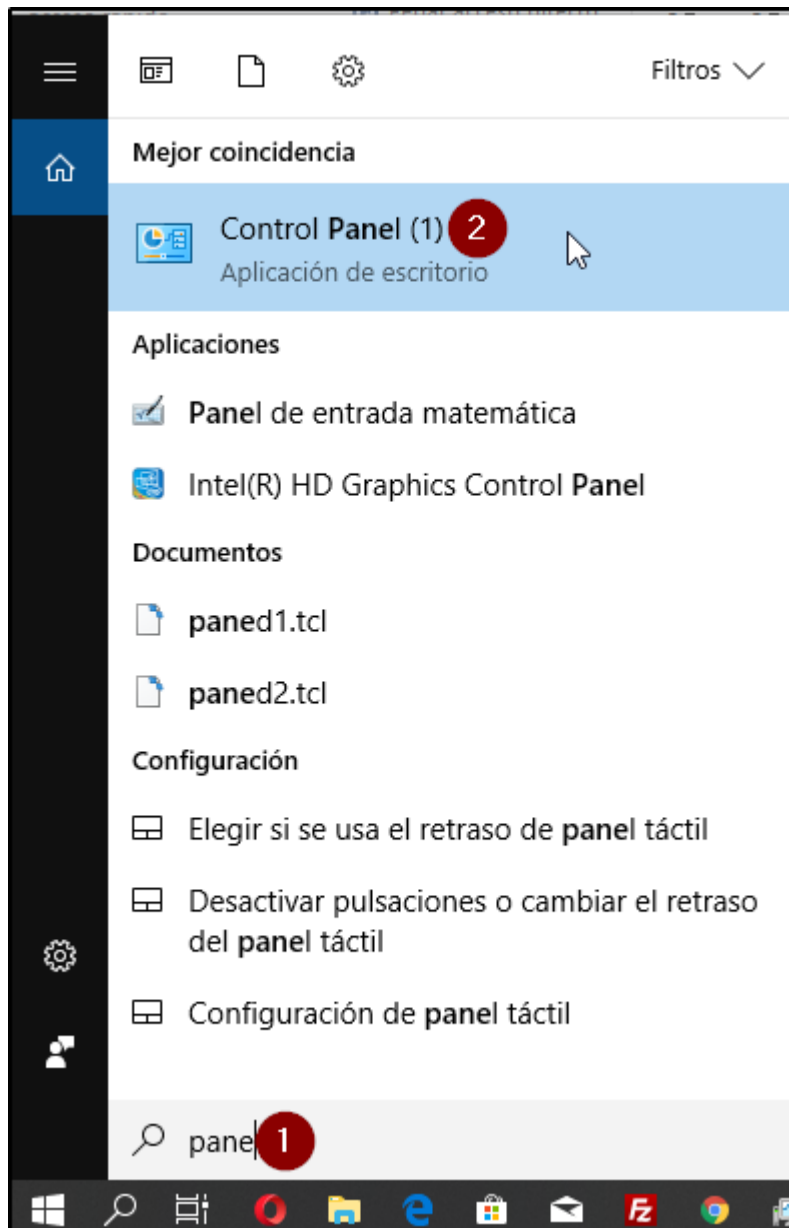 Filtros
Mejor coincidencia
Control Panel (1) 2
Aplicación de escritorio
Aplicaciones
Panel de entrada matemática
Intel(R) HD Graphics Control Panel
Documentos
paned1.tcl
paned2.tcl
Configuración
Elegir si se usa el retraso de panel táctil
Desactivar pulsaciones o cambiar el retraso
del panel táctil
Configuración de panel táctil
pane 1
Fz